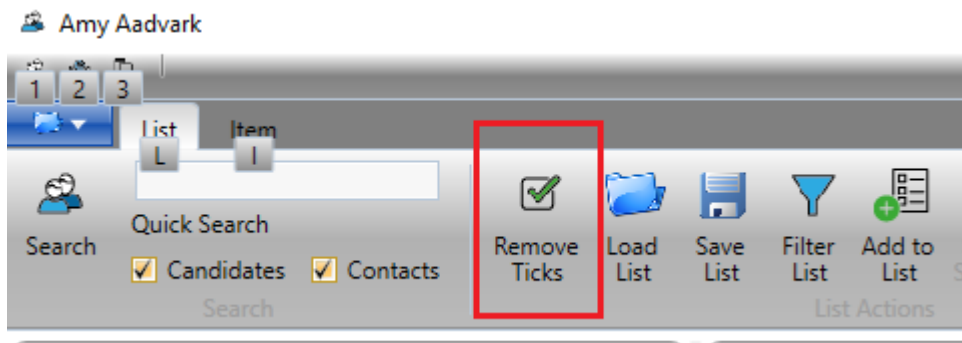 Amy Aadvark
1 2 3
List Item
L I
Quick Search
Search
Candidates Contacts
Search
Remove Ticks
Load List
Save List
Filter List
Add to List
List Actions